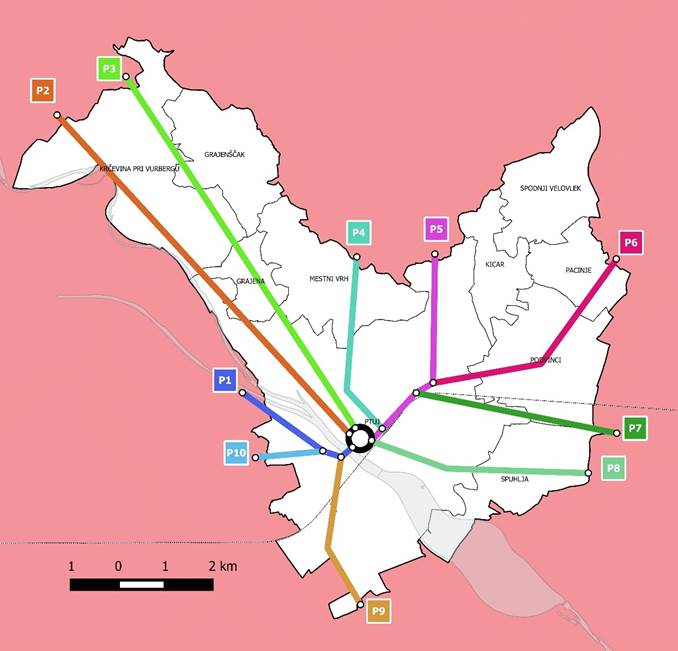 P3
P2
GRAJENŠČAK
KRČEVINA PRI VURBERGU
SPODNJI VELOVLEK
P4
P5
P6
KICAR
PACINJE
MESTNI VRH
GRAJENA
PODVINCI
P1
PTUJ
P7
P10
P8
SPUHLJA
1 0 1 2 km
P9